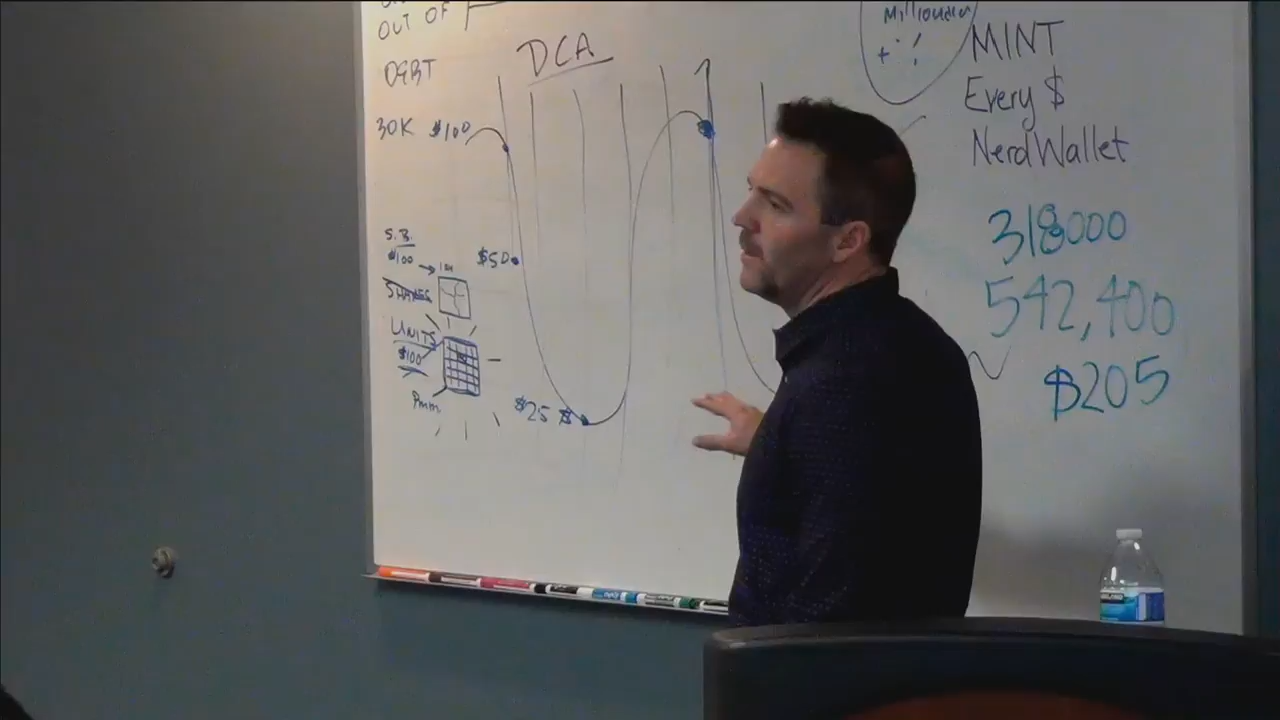 OUT OF
DEBT
30K $100
DCA
S.B.
$100
SHARES
UNITS
$100
$50
$25 $
Millionair
+
MINT
Every $
NerdWallet
318000
542,400
$205